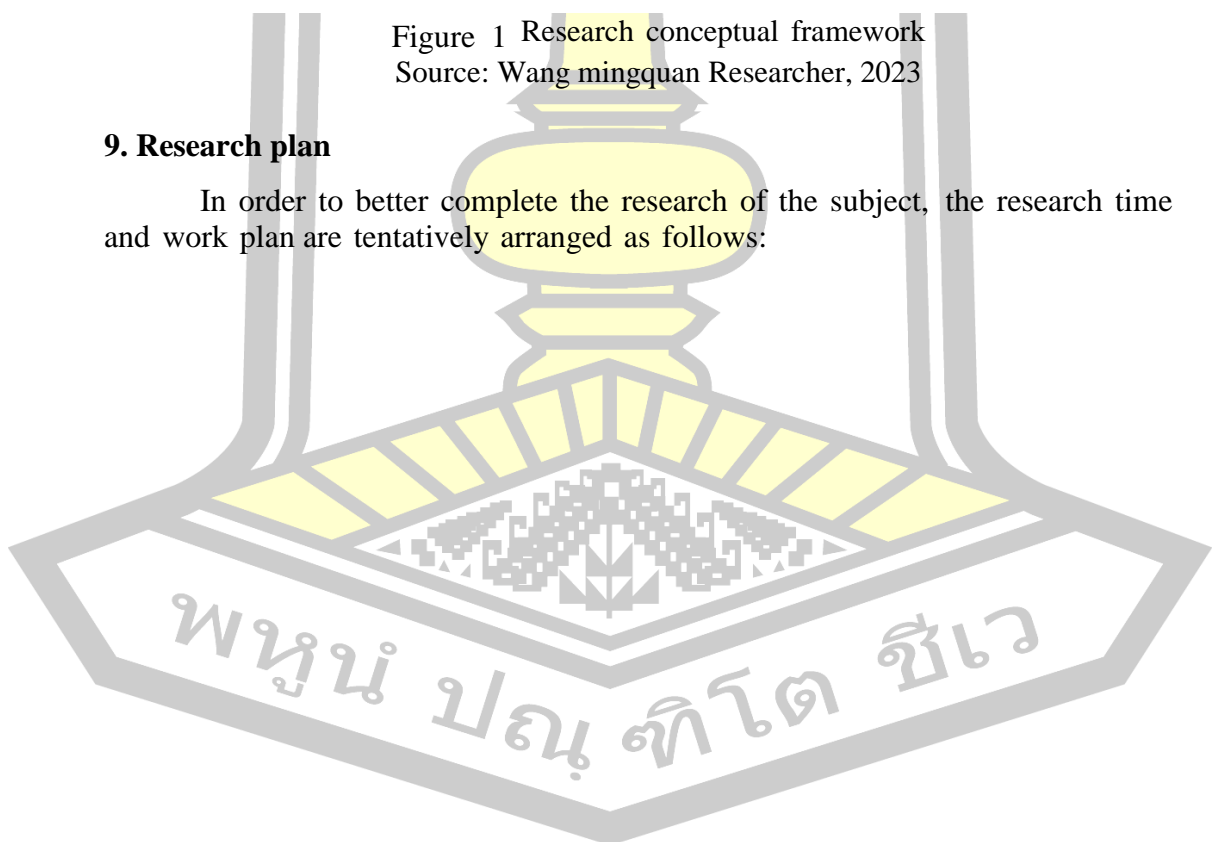 Figure 1 Research conceptual framework
Source: Wang mingquan Researcher, 2023
9. Research plan
In order to better complete the research of the subject, the research time
and work plan are tentatively arranged as follows:
พหูนํ ปณฺฑิโต ชีเว